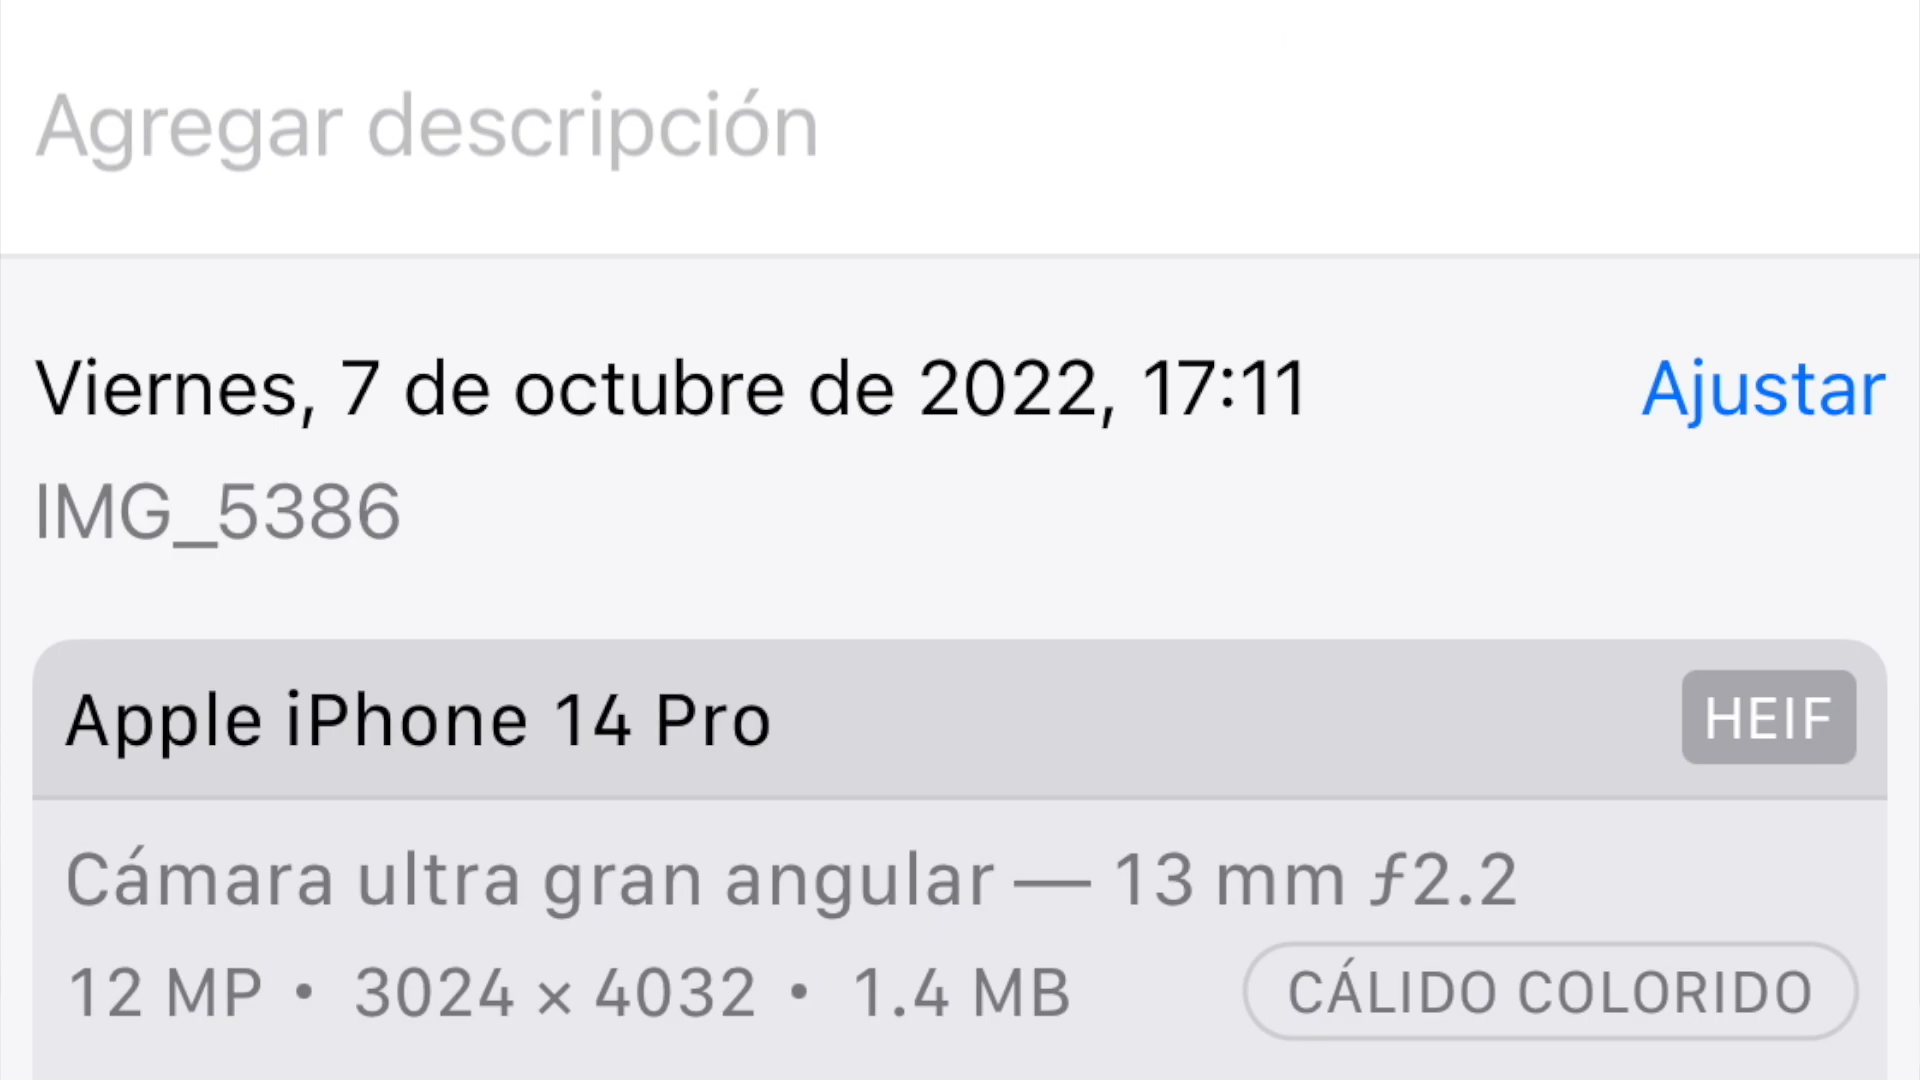 Agregar descripción
Viernes, 7 de octubre de 2022, 17:11 Ajustar
IMG_5386
Apple iPhone 14 Pro HEIF
Cámara ultra gran angular — 13 mm ƒ2.2
12 MP • 3024 × 4032 • 1.4 MB CÁLIDO COLORIDO